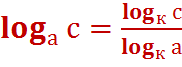 logₐ c = logₖ c / logₖ a